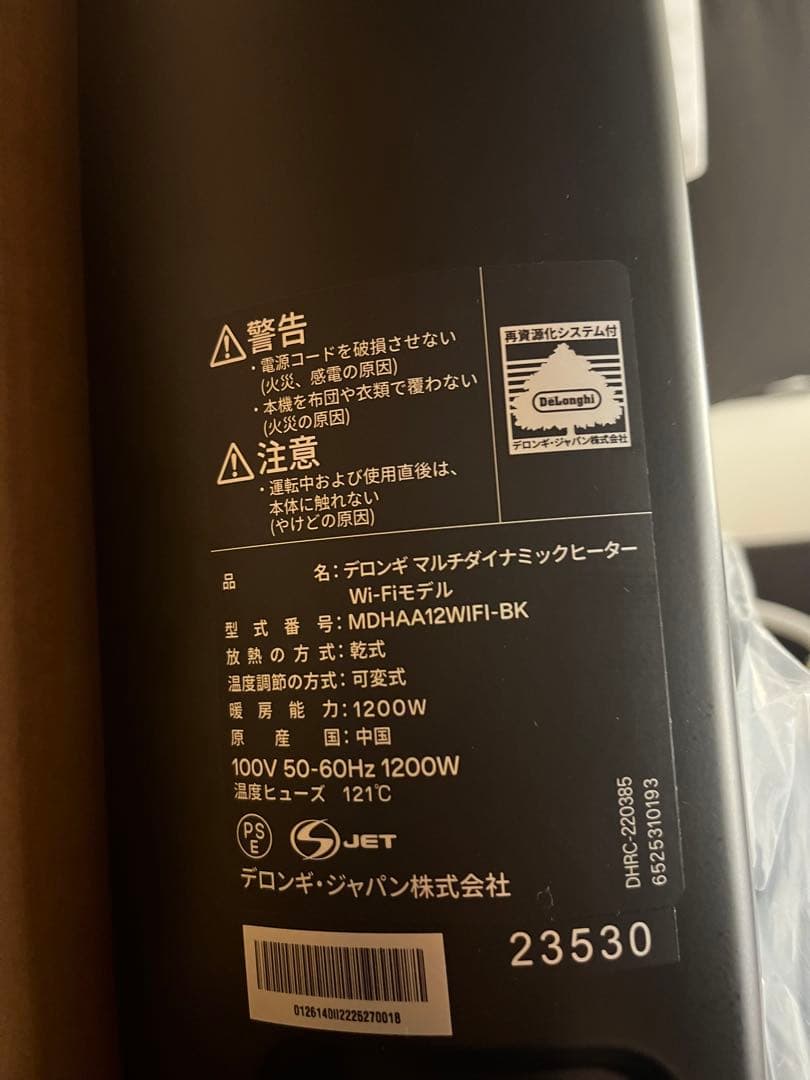 警告
・電源コードを破損させない
(火災、感電の原因)
・本機を布団や衣類で覆わない
(火災の原因)
注意
・運転中および使用直後は、
本体に触れない
(やけどの原因)
再資源化システム付
DeLonghi
デロンギ・ジャパン株式会社
品名：デロンギ マルチダイナミックヒーター
Wi-Fiモデル
型式番号：MDHAA12WIFI-BK
放熱の方式：乾式
温度調節の方式：可変式
暖房能力：1200W
原産国：中国
100V 50-60Hz 1200W
温度ヒューズ 121℃
PSE
S JET
デロンギ・ジャパン株式会社
DHRC-220385
6525310193
23530